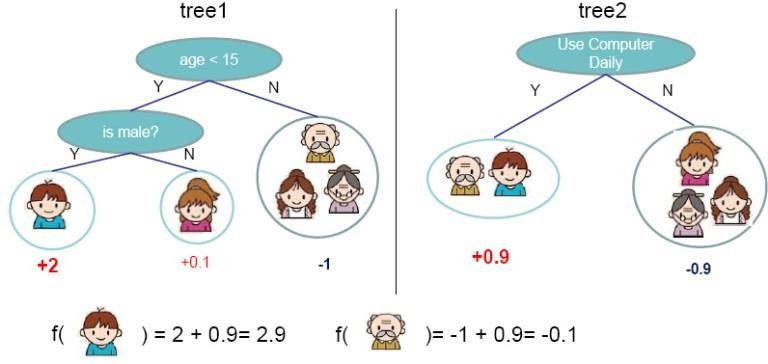 tree1
tree2
age < 15
Use Computer
Daily
Y
N
Y
N
is male?
Y
N
+2
+0.1
-1
+0.9
-0.9
f( ) = 2 + 0.9= 2.9
f( )= -1 + 0.9= -0.1